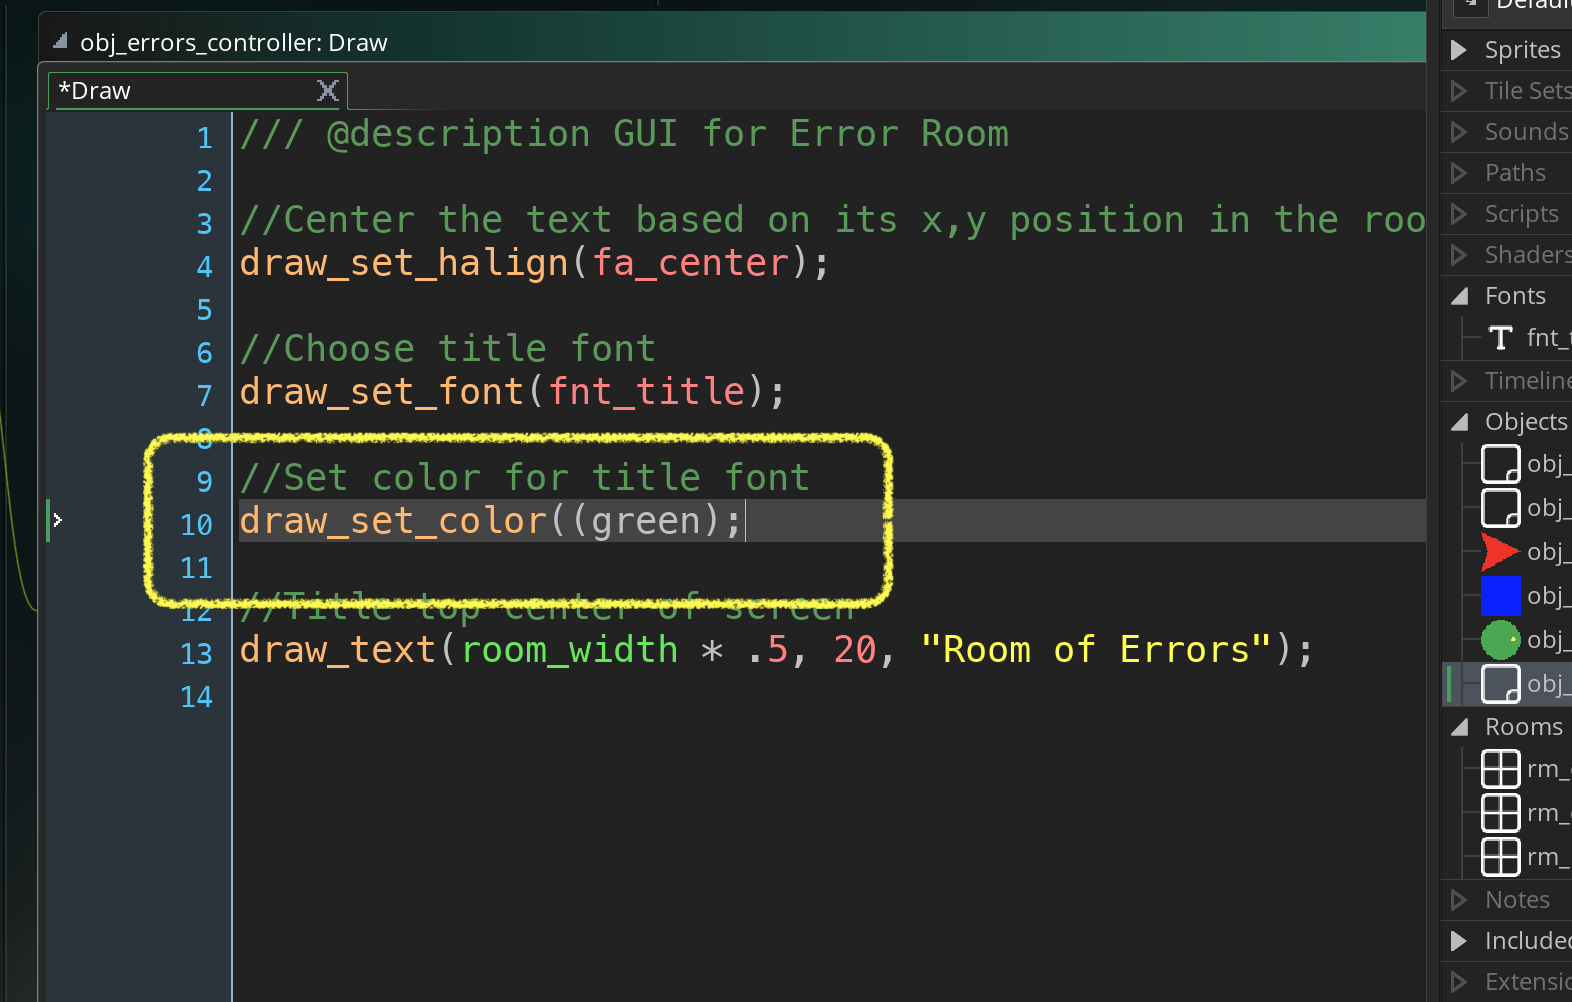 obj_errors_controller: Draw
*Draw X
1 /// @description GUI for Error Room
2
3 //Center the text based on its x,y position in the roo
4 draw_set_halign(fa_center);
5
6 //Choose title font
7 draw_set_font(fnt_title);
8
9 //Set color for title font
10 draw_set_color((green);
11
12 //Title top center of screen
13 draw_text(room_width * .5, 20, "Room of Errors");
14
Defaul
Sprites
Tile Sets
Sounds
Paths
Scripts
Shaders
Fonts
T fnt_t
Timeline
Objects
obj_
obj_
obj_
obj_
obj_
obj_
Rooms
rm_
rm_
rm_
Notes
Included
Extensio